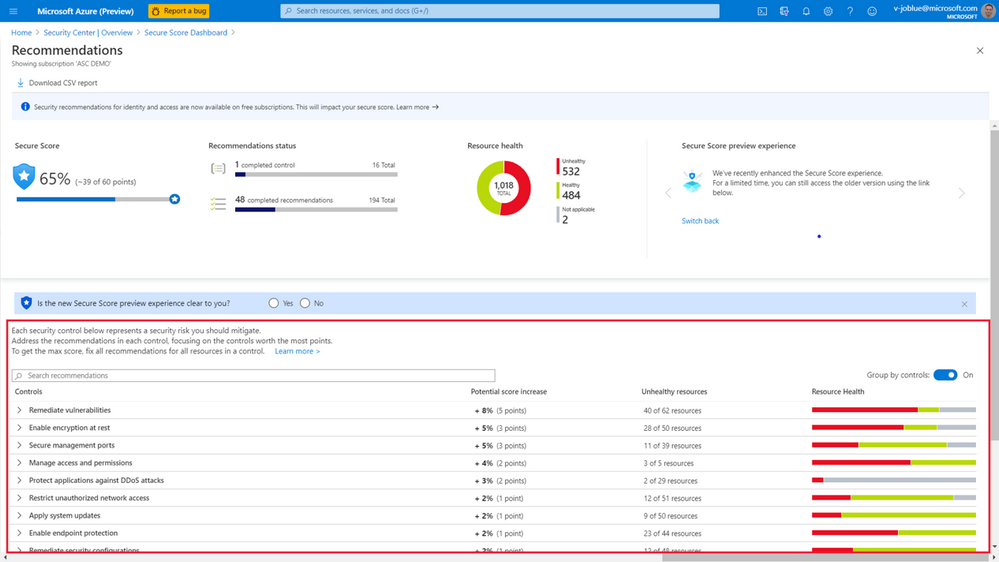 Microsoft Azure (Preview)
Report a bug
Search resources, services, and docs (G+/)
v-joblue@microsoft.com
MICROSOFT
Home > Security Center | Overview > Secure Score Dashboard >
Recommendations
Showing subscription 'ASC DEMO'
Download CSV report
Security recommendations for identity and access are now available on free subscriptions. This will impact your secure score. Learn more →
Secure Score
65% (~39 of 60 points)
Recommendations status
1 completed control 16 Total
48 completed recommendations 194 Total
Resource health
1,018
TOTAL
Unhealthy
532
Healthy
484
Not applicable
2
Secure Score preview experience
We've recently enhanced the Secure Score experience.
For a limited time, you can still access the older version using the link
below.
Switch back
Is the new Secure Score preview experience clear to you? Yes No
Each security control below represents a security risk you should mitigate.
Address the recommendations in each control, focusing on the controls worth the most points.
To get the max score, fix all recommendations for all resources in a control. Learn more >
Search recommendations
Group by controls: On
Controls Potential score increase Unhealthy resources Resource Health
Remediate vulnerabilities + 8% (5 points) 40 of 62 resources
Enable encryption at rest + 5% (3 points) 28 of 50 resources
Secure management ports + 5% (3 points) 11 of 39 resources
Manage access and permissions + 4% (2 points) 3 of 5 resources
Protect applications against DDoS attacks + 3% (2 points) 2 of 29 resources
Restrict unauthorized network access + 2% (1 point) 12 of 51 resources
Apply system updates + 2% (1 point) 9 of 50 resources
Enable endpoint protection + 2% (1 point) 23 of 44 resources
Remediate security configurations + 2% (1 point) 12 of 48 resources